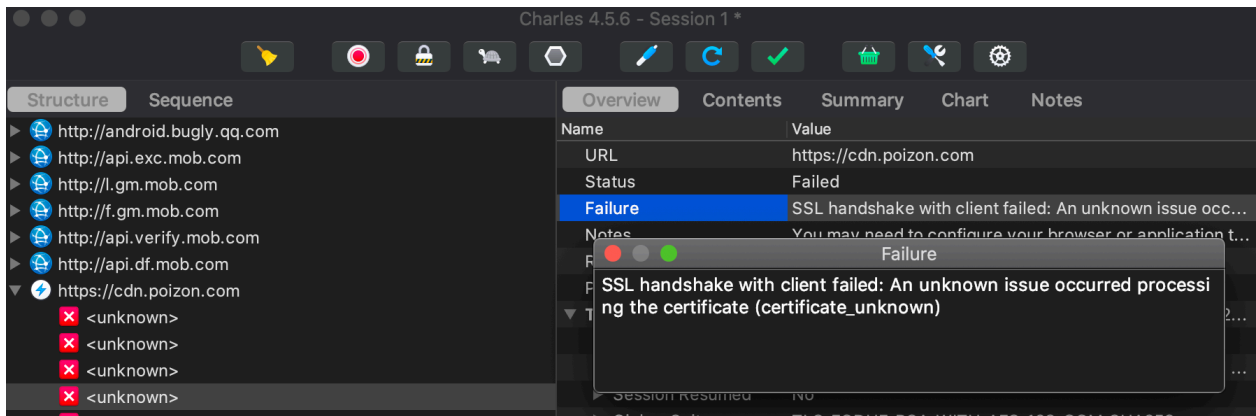 Charles 4.5.6 - Session 1 *
Structure Sequence
Overview Contents Summary Chart Notes
http://android.bugly.qq.com
http://api.exc.mob.com
http://l.gm.mob.com
http://f.gm.mob.com
http://api.verify.mob.com
http://api.df.mob.com
https://cdn.poizon.com
<unknown>
<unknown>
<unknown>
<unknown>
Name Value
URL https://cdn.poizon.com
Status Failed
Failure SSL handshake with client failed: An unknown issue occ...
Notes You may need to configure your browser or application t...
Failure
SSL handshake with client failed: An unknown issue occurred processi
ng the certificate (certificate_unknown)
Session Resumed No